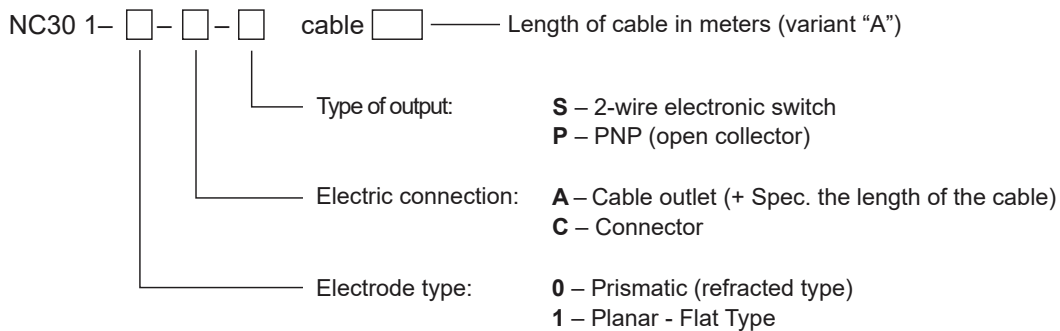 NC30 1– □ – □ – □ cable □ Length of cable in meters (variant “A”)
Type of output: S – 2-wire electronic switch
P – PNP (open collector)
Electric connection: A – Cable outlet (+ Spec. the length of the cable)
C – Connector
Electrode type: 0 – Prismatic (refracted type)
1 – Planar - Flat Type